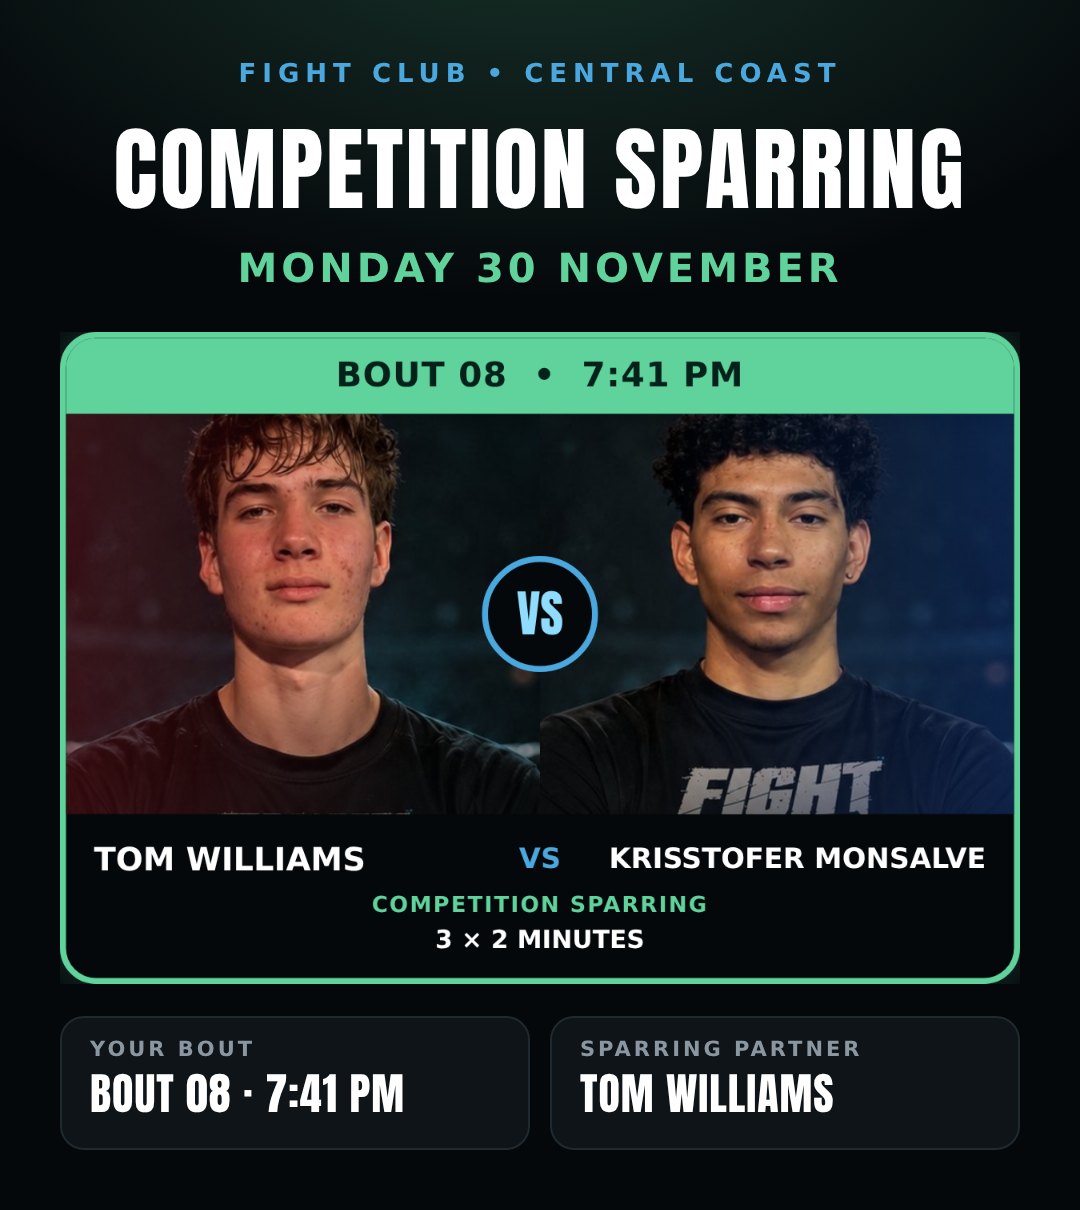 FIGHT CLUB • CENTRAL COAST
COMPETITION SPARRING
MONDAY 30 NOVEMBER
BOUT 08 • 7:41 PM
VS
FIGHT
TOM WILLIAMS VS KRISSTOFER MONSALVE
COMPETITION SPARRING
3 × 2 MINUTES
YOUR BOUT
BOUT 08 · 7:41 PM
SPARRING PARTNER
TOM WILLIAMS